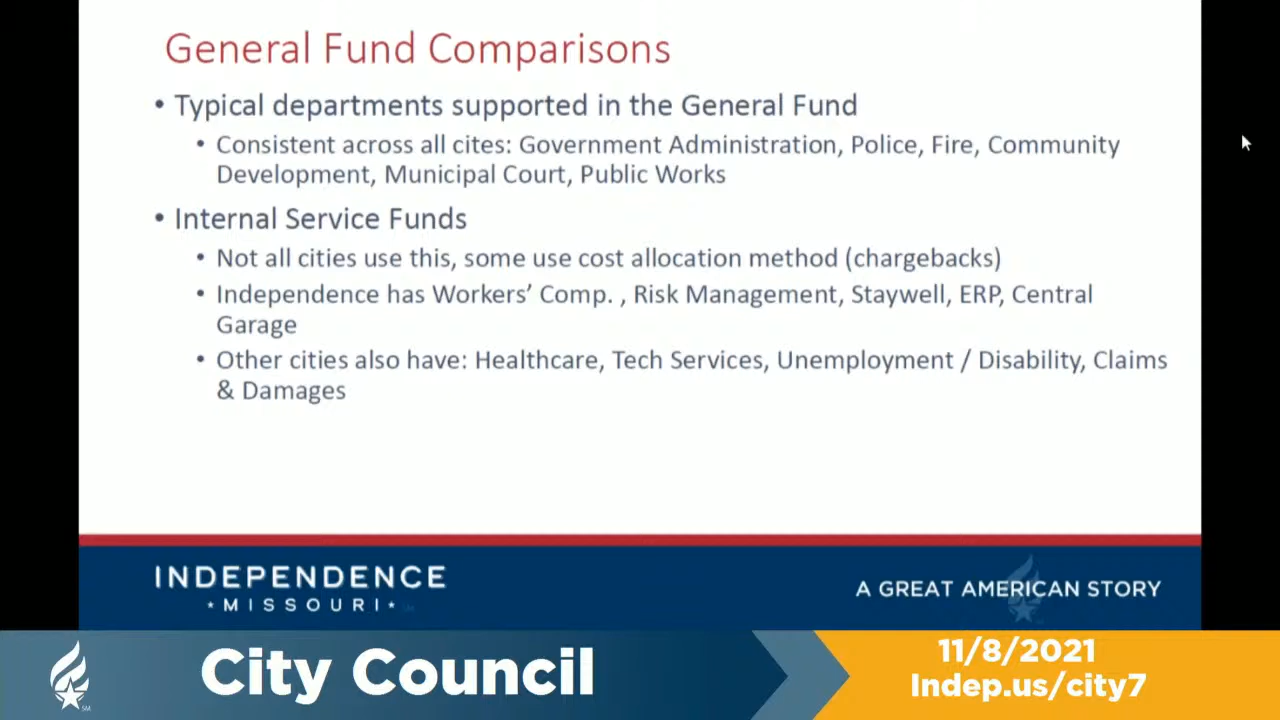 General Fund Comparisons
• Typical departments supported in the General Fund
• Consistent across all cites: Government Administration, Police, Fire, Community
Development, Municipal Court, Public Works
• Internal Service Funds
• Not all cities use this, some use cost allocation method (chargebacks)
• Independence has Workers’ Comp. , Risk Management, Staywell, ERP, Central
Garage
• Other cities also have: Healthcare, Tech Services, Unemployment / Disability, Claims
& Damages
INDEPENDENCE
★ MISSOURI ★
A GREAT AMERICAN STORY
City Council
11/8/2021
Indep.us/city7
SM